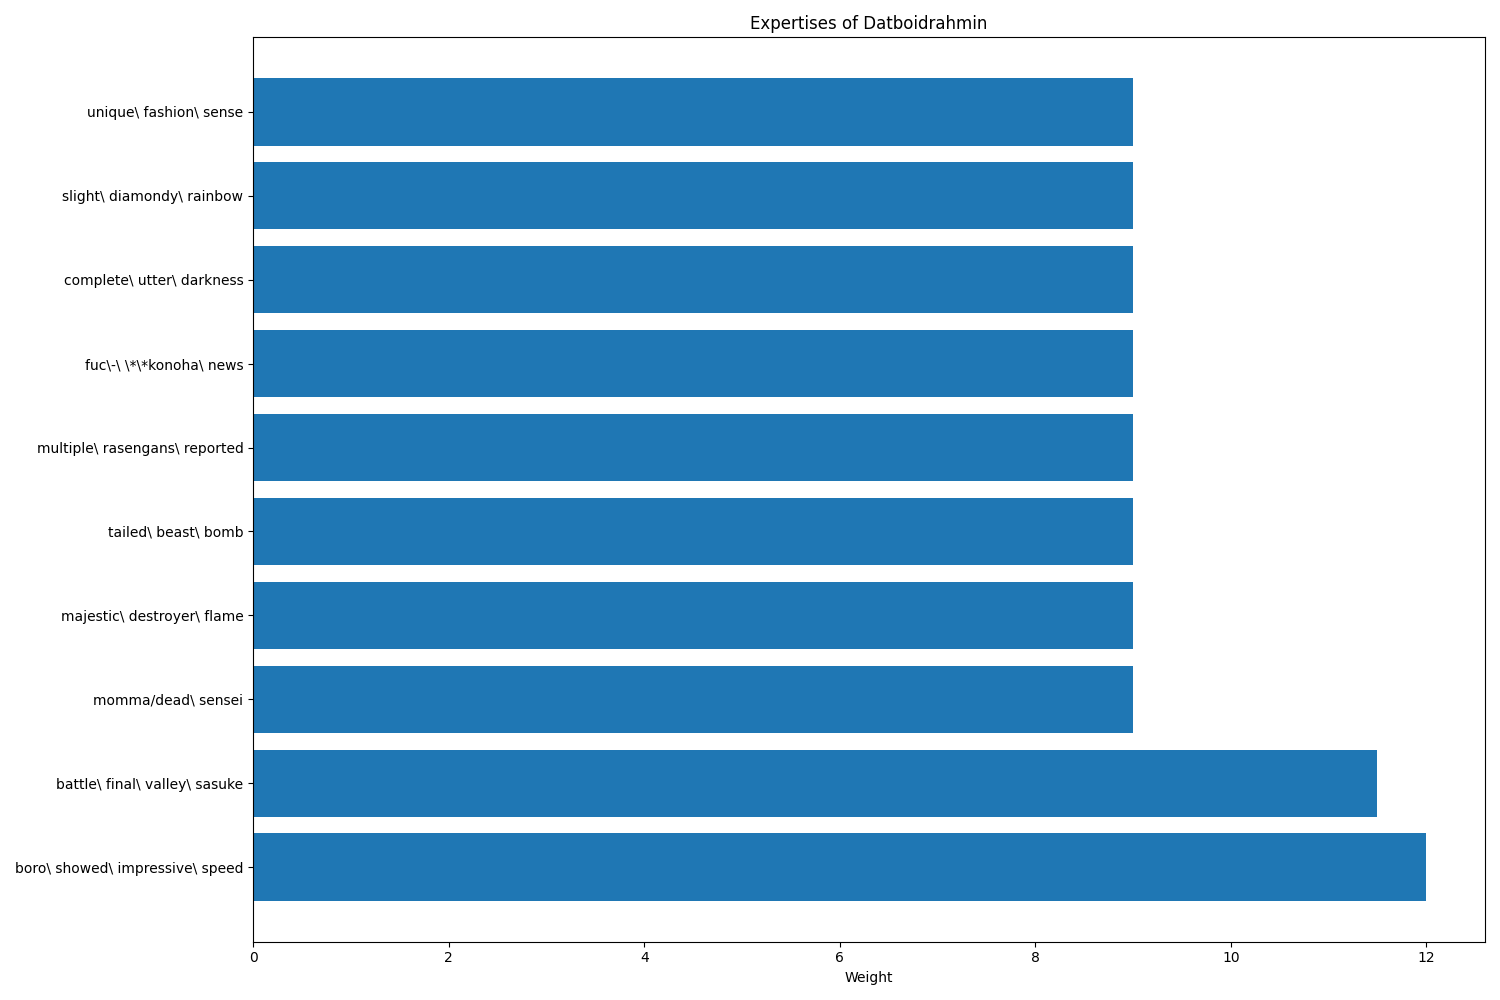 Expertises of Datboidrahmin
unique\ fashion\ sense
slight\ diamondy\ rainbow
complete\ utter\ darkness
fuc\-\ \*\*konoha\ news
multiple\ rasengans\ reported
tailed\ beast\ bomb
majestic\ destroyer\ flame
momma/dead\ sensei
battle\ final\ valley\ sasuke
boro\ showed\ impressive\ speed
0 2 4 6 8 10 12
Weight